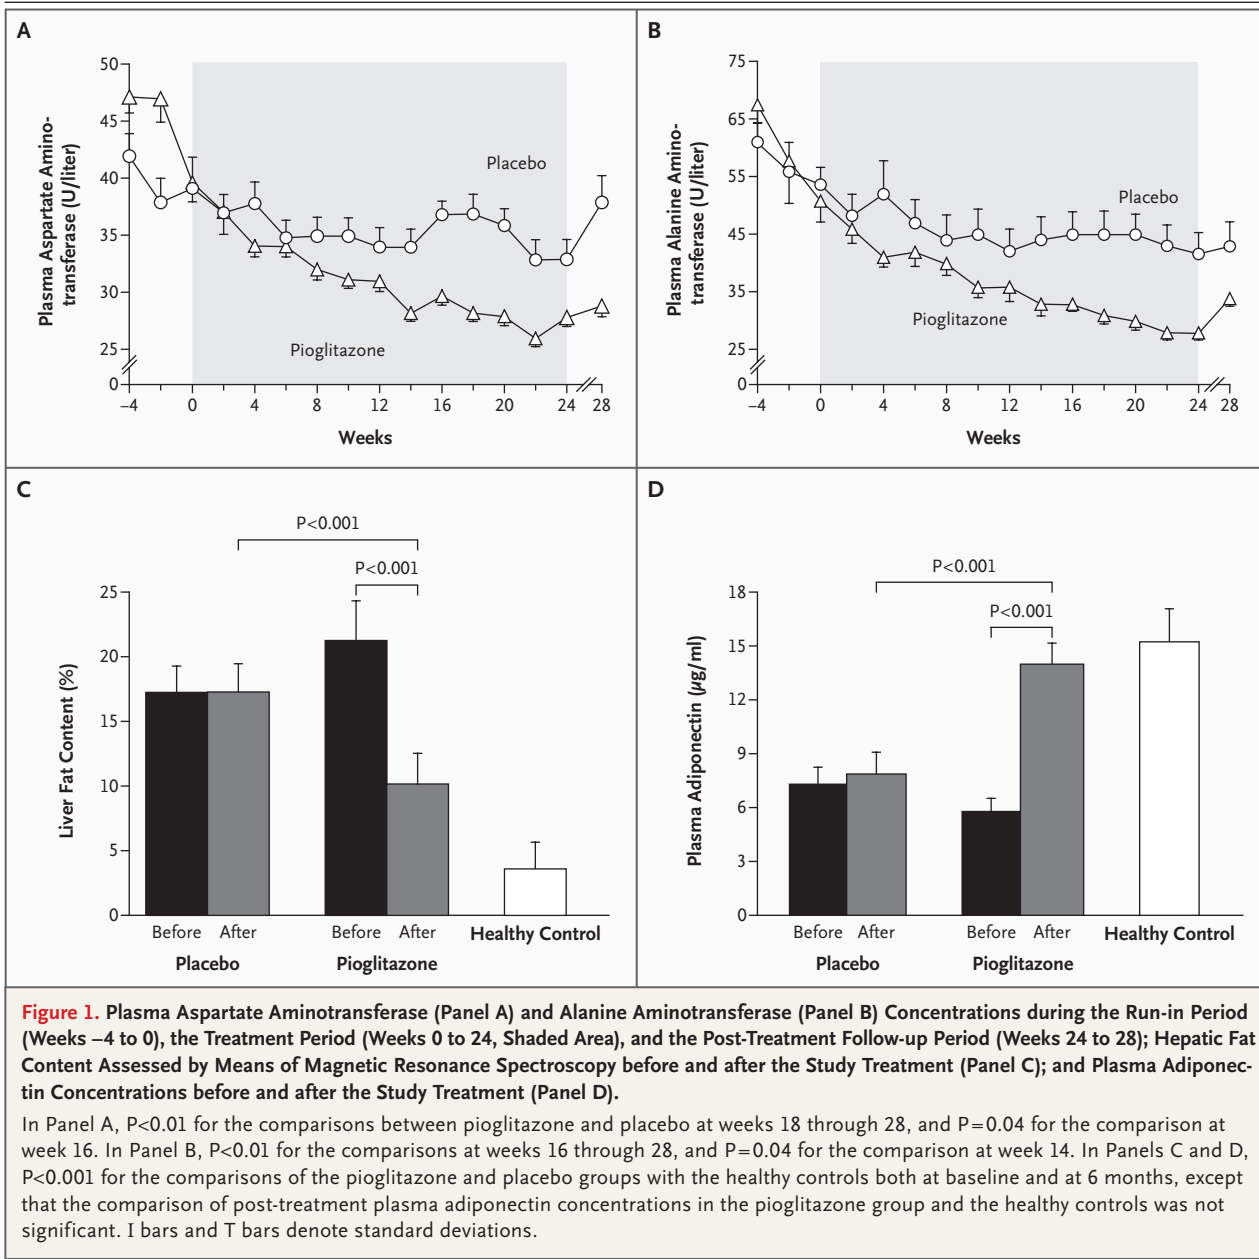 A
Plasma Aspartate Amino-
transferase (U/liter)
50
45
40
35
30
25
0
Placebo
Pioglitazone
−4
0
4
8
12
16
20
24
28
Weeks
B
Plasma Alanine Amino-
transferase (U/liter)
75
65
55
45
35
25
0
Placebo
Pioglitazone
−4
0
4
8
12
16
20
24
28
Weeks
C
Liver Fat Content (%)
25
20
15
10
5
0
P<0.001
P<0.001
Before
After
Before
After
Healthy Control
Placebo
Pioglitazone
D
Plasma Adiponectin (µg/ml)
18
15
12
9
6
3
0
P<0.001
P<0.001
Before
After
Before
After
Healthy Control
Placebo
Pioglitazone
Figure 1. Plasma Aspartate Aminotransferase (Panel A) and Alanine Aminotransferase (Panel B) Concentrations during the Run-in Period
(Weeks −4 to 0), the Treatment Period (Weeks 0 to 24, Shaded Area), and the Post-Treatment Follow-up Period (Weeks 24 to 28); Hepatic Fat
Content Assessed by Means of Magnetic Resonance Spectroscopy before and after the Study Treatment (Panel C); and Plasma Adiponec-
tin Concentrations before and after the Study Treatment (Panel D).
In Panel A, P<0.01 for the comparisons between pioglitazone and placebo at weeks 18 through 28, and P=0.04 for the comparison at
week 16. In Panel B, P<0.01 for the comparisons at weeks 16 through 28, and P=0.04 for the comparison at week 14. In Panels C and D,
P<0.001 for the comparisons of the pioglitazone and placebo groups with the healthy controls both at baseline and at 6 months, except
that the comparison of post-treatment plasma adiponectin concentrations in the pioglitazone group and the healthy controls was not
significant. I bars and T bars denote standard deviations.